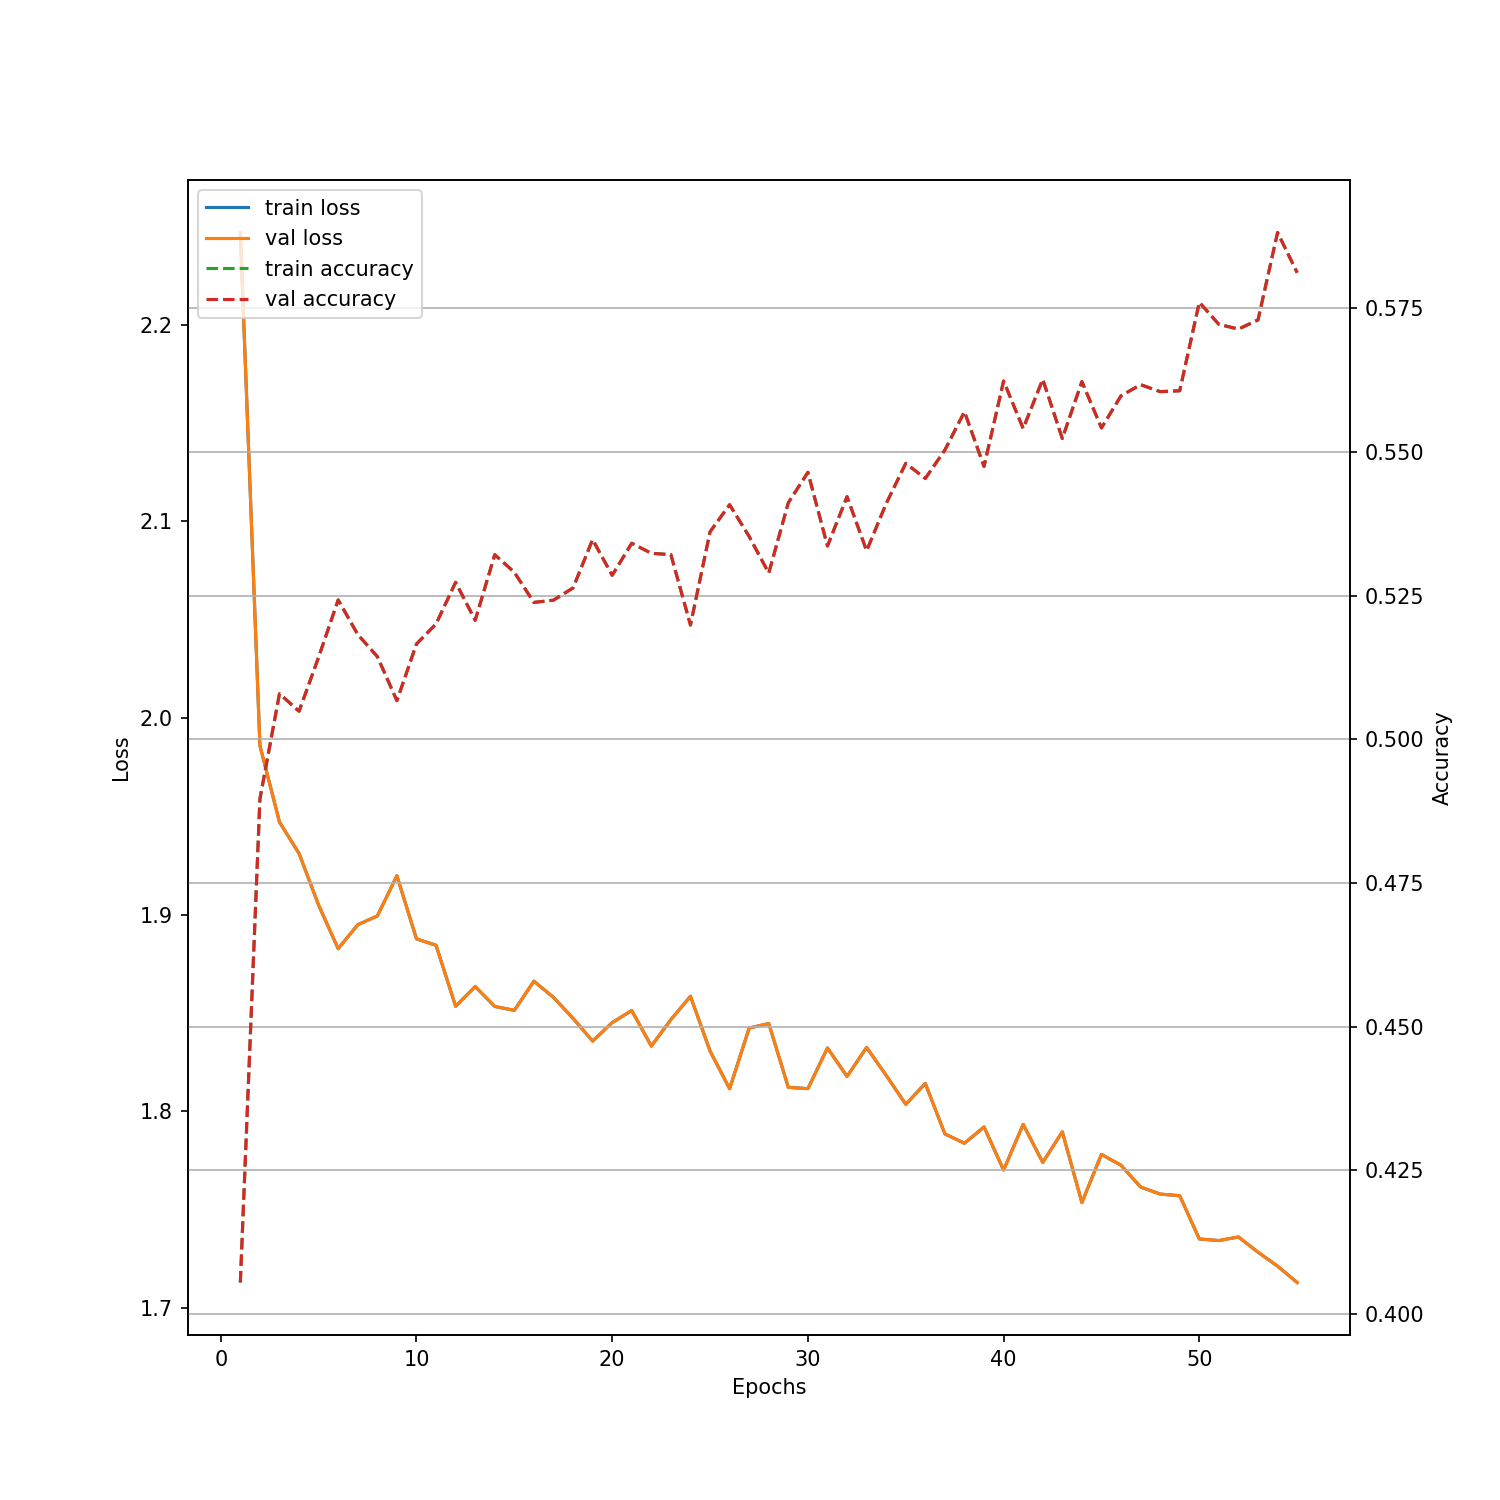 train loss
val loss
train accuracy
val accuracy
2.2
2.1
2.0
1.9
1.8
1.7
Loss
0.575
0.550
0.525
0.500
0.475
0.450
0.425
0.400
Accuracy
0 10 20 30 40 50
Epochs